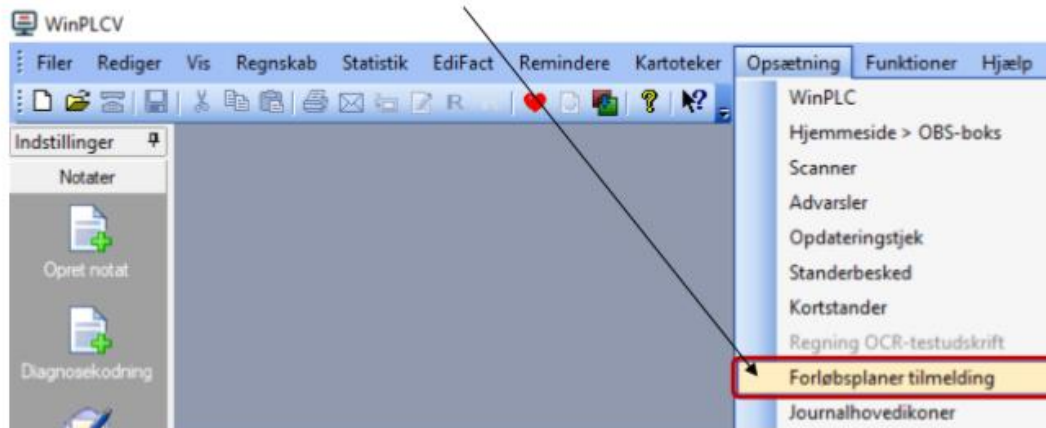 WinPLCV
Filer Rediger Vis Regnskab Statistik EdiFact Remindere Kartoteker Opsætning Funktioner Hjælp
R
Indstillinger
Notater
Opret notat
Diagnosekodning
WinPLC
Hjemmeside > OBS-boks
Scanner
Advarsler
Opdateringstjek
Standerbesked
Kortstander
Regning OCR-testudskrift
Forløbsplaner tilmelding
Journalhovedikoner